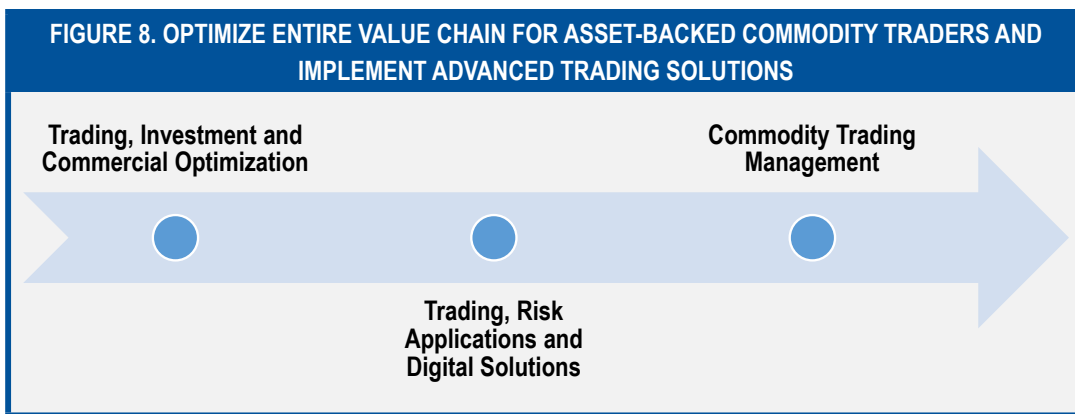 FIGURE 8. OPTIMIZE ENTIRE VALUE CHAIN FOR ASSET-BACKED COMMODITY TRADERS AND
IMPLEMENT ADVANCED TRADING SOLUTIONS
Trading, Investment and
Commercial Optimization
Trading, Risk
Applications and
Digital Solutions
Commodity Trading
Management